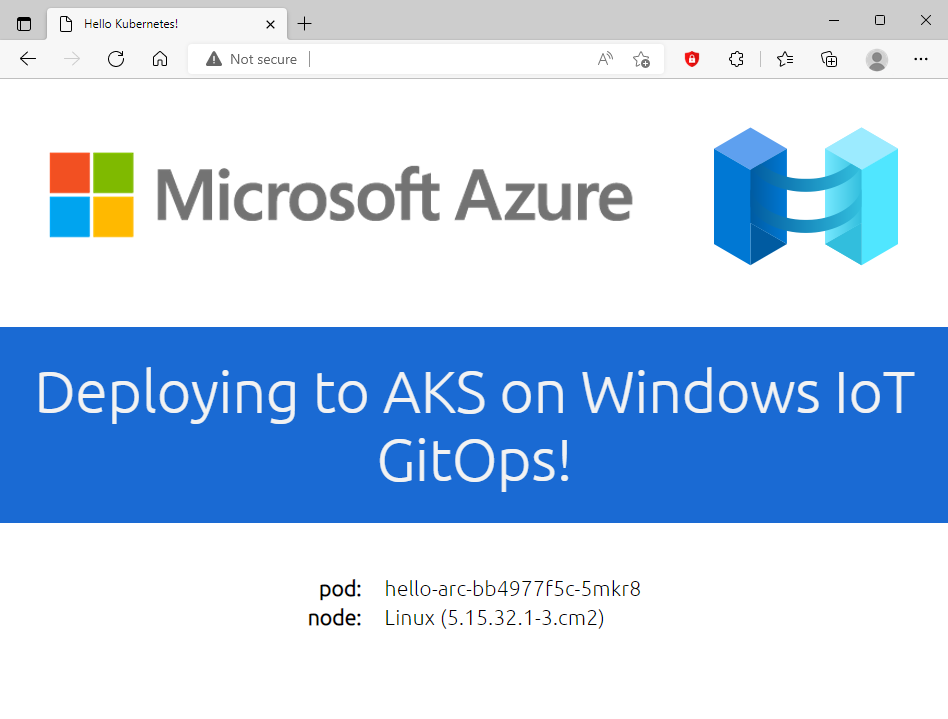 Hello Kubernetes!
Not secure
Microsoft Azure
Deploying to AKS on Windows IoT
GitOps!
pod: hello-arc-bb4977f5c-5mkr8
node: Linux (5.15.32.1-3.cm2)